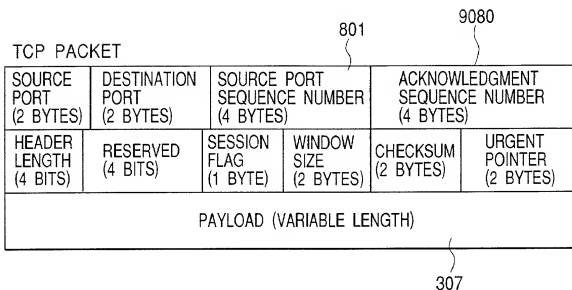 801
9080
TCP PACKET
SOURCE
PORT
(2 BYTES)
DESTINATION
PORT
(2 BYTES)
SOURCE PORT
SEQUENCE NUMBER
(4 BYTES)
ACKNOWLEDGMENT
SEQUENCE NUMBER
(4 BYTES)
HEADER
LENGTH
(4 BITS)
RESERVED
(4 BITS)
SESSION
FLAG
(1 BYTE)
WINDOW
SIZE
(2 BYTES)
CHECKSUM
(2 BYTES)
URGENT
POINTER
(2 BYTES)
PAYLOAD (VARIABLE LENGTH)
307